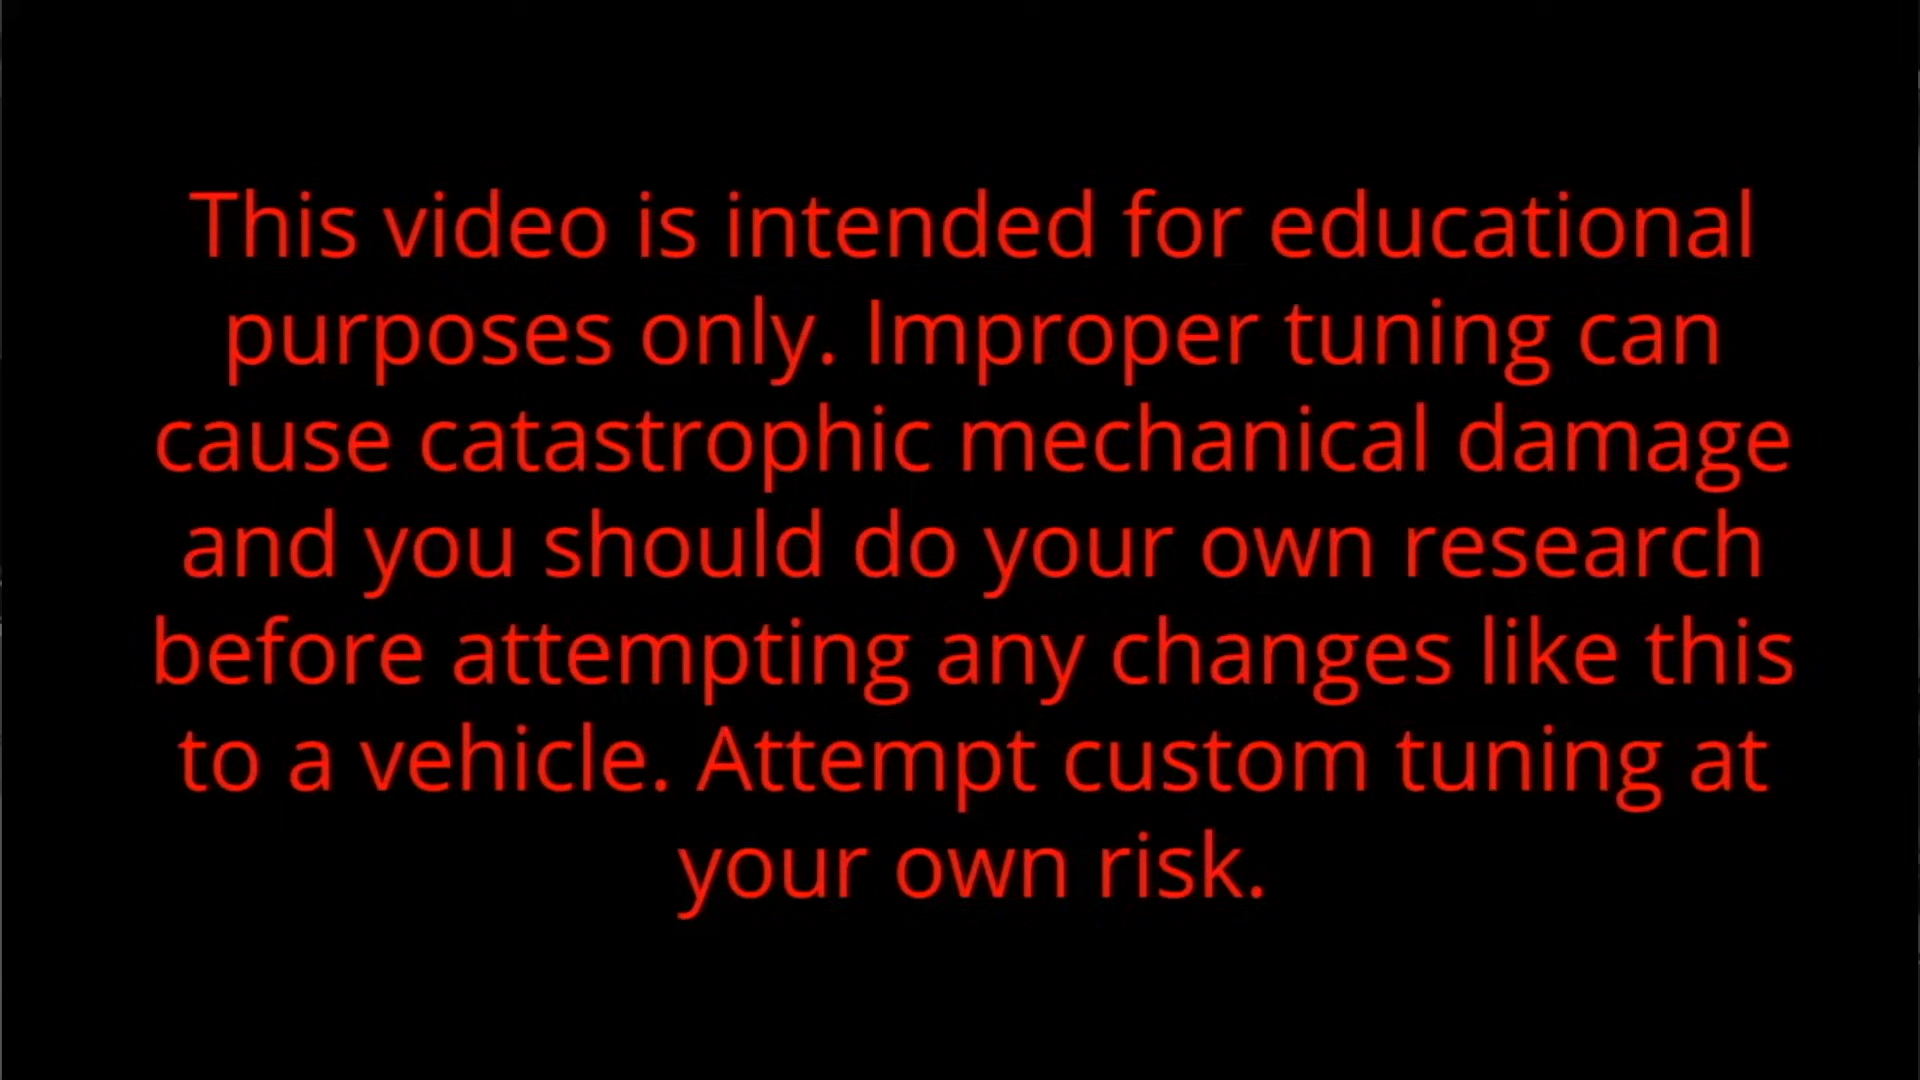 This video is intended for educational
purposes only. Improper tuning can
cause catastrophic mechanical damage
and you should do your own research
before attempting any changes like this
to a vehicle. Attempt custom tuning at
your own risk.